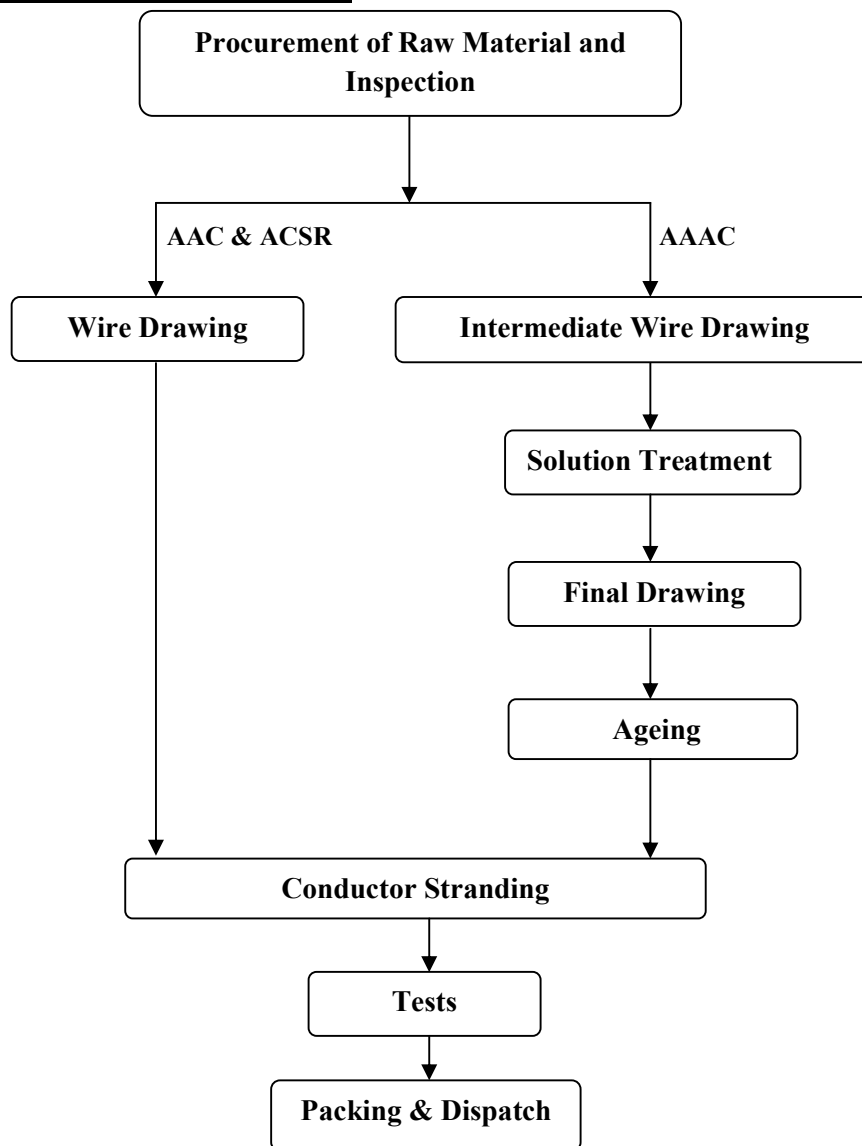 Procurement of Raw Material and
Inspection
AAC & ACSR
AAAC
Wire Drawing
Intermediate Wire Drawing
Solution Treatment
Final Drawing
Ageing
Conductor Stranding
Tests
Packing & Dispatch